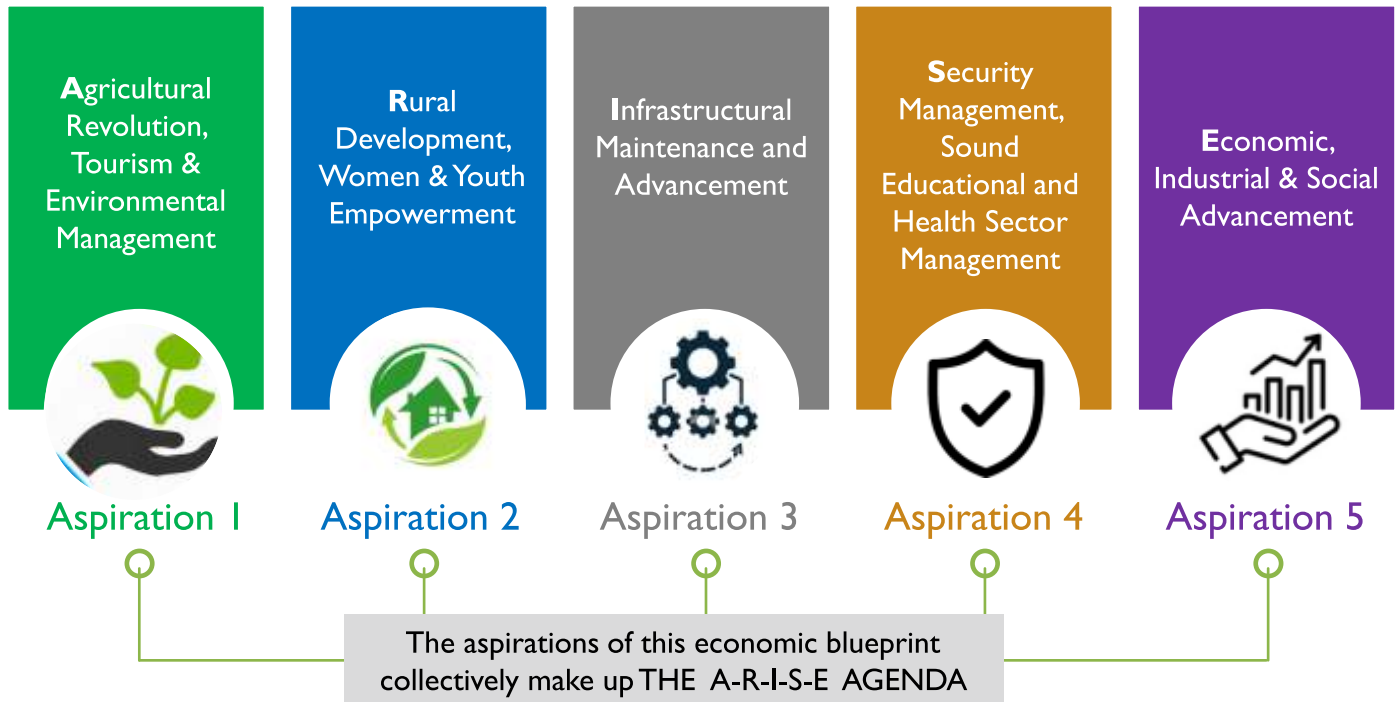 Agricultural
Revolution,
Tourism &
Environmental
Management
Rural
Development,
Women & Youth
Empowerment
Infrastructural
Maintenance and
Advancement
Security
Management,
Sound
Educational and
Health Sector
Management
Economic,
Industrial & Social
Advancement
Aspiration 1
Aspiration 2
Aspiration 3
Aspiration 4
Aspiration 5
The aspirations of this economic blueprint
collectively make up THE A-R-I-S-E AGENDA